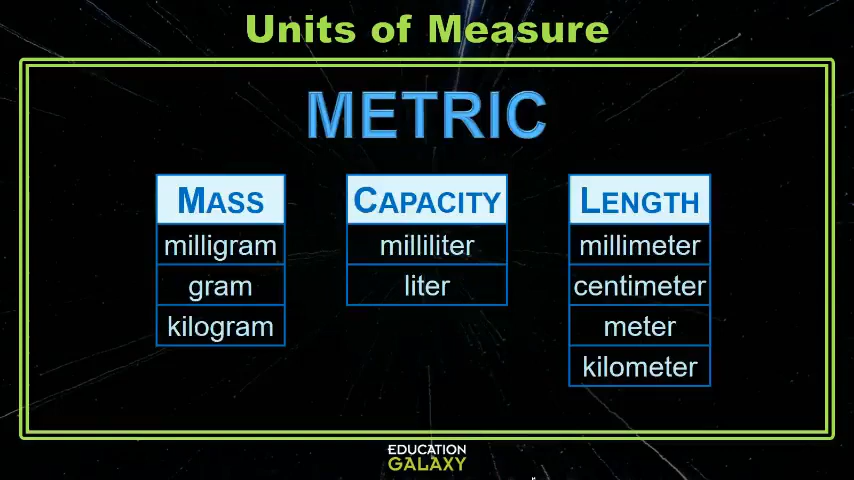 Units of Measure
METRIC
MASS
milligram
gram
kilogram
CAPACITY
milliliter
liter
LENGTH
millimeter
centimeter
meter
kilometer
EDUCATION
GALAXY